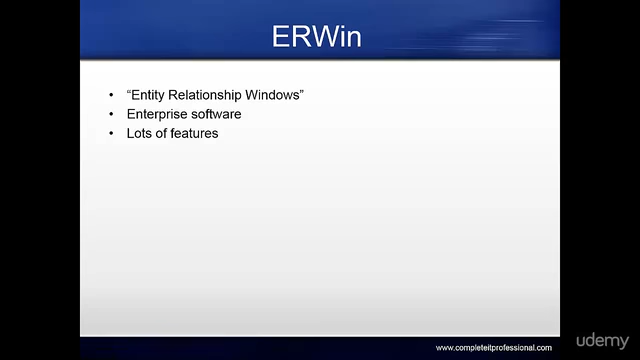 ERWin
• “Entity Relationship Windows”
• Enterprise software
• Lots of features
www.completeitprofessional.com
udemy